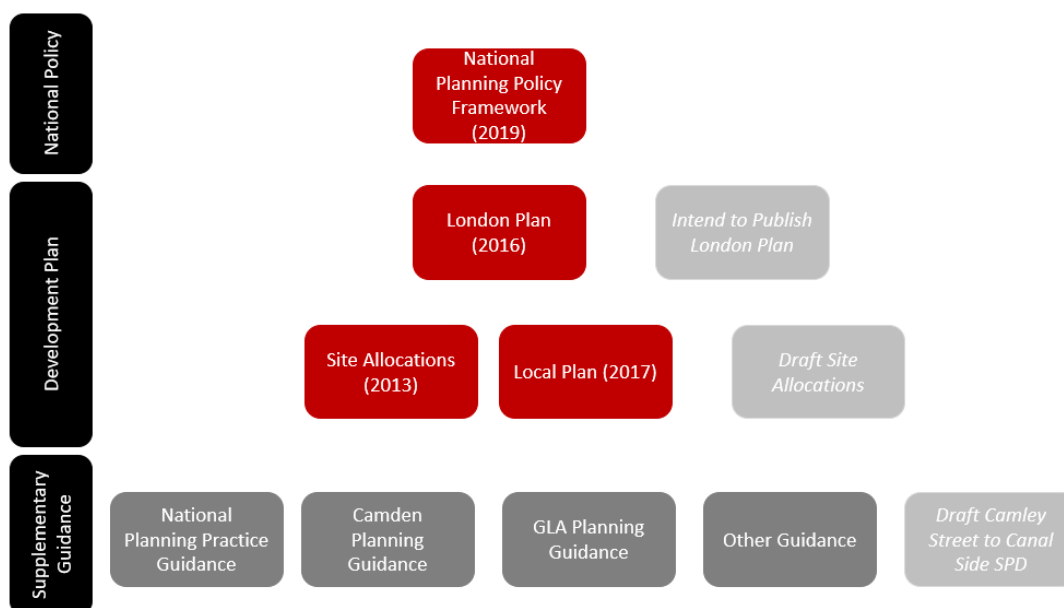 National Policy
National
Planning Policy
Framework
(2019)
Development Plan
London Plan
(2016)
Intend to Publish
London Plan
Site Allocations
(2013)
Local Plan (2017)
Draft Site
Allocations
Supplementary
Guidance
National
Planning Practice
Guidance
Camden
Planning
Guidance
GLA Planning
Guidance
Other Guidance
Draft Camley
Street to Canal
Side SPD